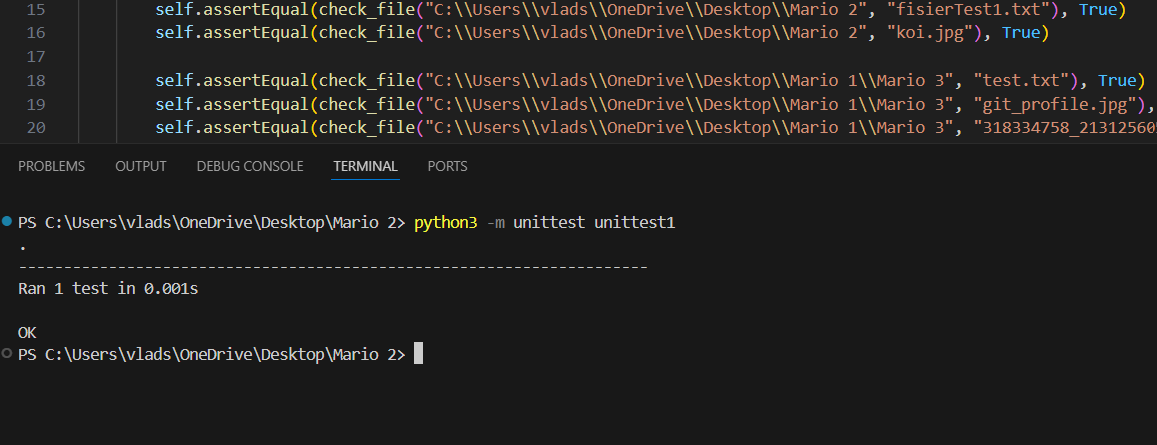 15 self.assertEqual(check_file("C:\\Users\\vlads\\OneDrive\\Desktop\\Mario 2", "fisierTest1.txt"), True)
16 self.assertEqual(check_file("C:\\Users\\vlads\\OneDrive\\Desktop\\Mario 2", "koi.jpg"), True)
17
18 self.assertEqual(check_file("C:\\Users\\vlads\\OneDrive\\Desktop\\Mario 1\\Mario 3", "test.txt"), True)
19 self.assertEqual(check_file("C:\\Users\\vlads\\OneDrive\\Desktop\\Mario 1\\Mario 3", "git_profile.jpg"),
20 self.assertEqual(check_file("C:\\Users\\vlads\\OneDrive\\Desktop\\Mario 1\\Mario 3", "318334758_21312560
PROBLEMS OUTPUT DEBUG CONSOLE TERMINAL PORTS
PS C:\Users\vlads\OneDrive\Desktop\Mario 2> python3 -m unittest unittest1
.
----------------------------------------------------------------------
Ran 1 test in 0.001s
OK
PS C:\Users\vlads\OneDrive\Desktop\Mario 2>